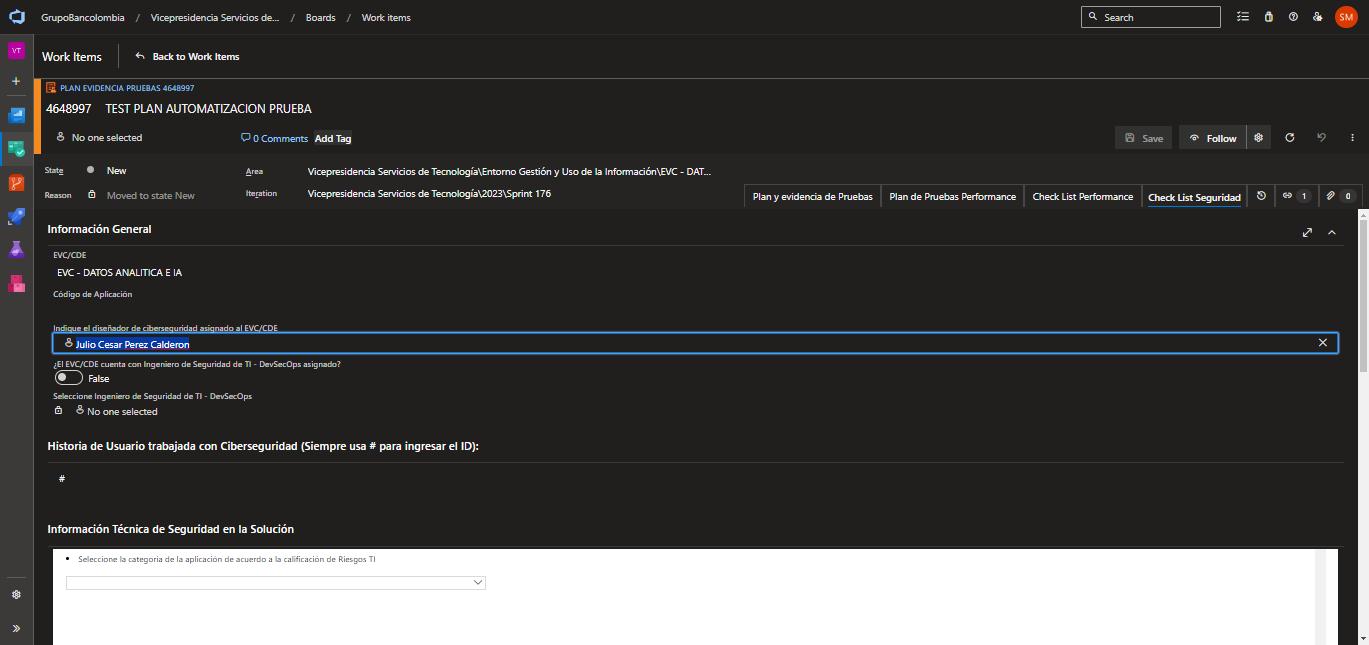 GrupoBancolombia / Vicepresidencia Servicios de... / Boards / Work items
Search
SM
VT
Work Items
Back to Work Items
PLAN EVIDENCIA PRUEBAS 4648997
4648997 TEST PLAN AUTOMATIZACION PRUEBA
No one selected
0 Comments
Add Tag
Save
Follow
State
New
Area
Vicepresidencia Servicios de Tecnología\Entorno Gestión y Uso de la Información\EVC - DAT...
Reason
Moved to state New
Iteration
Vicepresidencia Servicios de Tecnología\2023\Sprint 176
Plan y evidencia de Pruebas
Plan de Pruebas Performance
Check List Performance
Check List Seguridad
1
0
Información General
EVC/CDE
EVC - DATOS ANALITICA E IA
Código de Aplicación
Indique el diseñador de ciberseguridad asignado al EVC/CDE
Julio Cesar Perez Calderon
¿El EVC/CDE cuenta con Ingeniero de Seguridad de TI - DevSecOps asignado?
False
Seleccione Ingeniero de Seguridad de TI - DevSecOps
No one selected
Historia de Usuario trabajada con Ciberseguridad (Siempre usa # para ingresar el ID):
#
Información Técnica de Seguridad en la Solución
• Seleccione la categoria de la aplicación de acuerdo a la calificación de Riesgos TI